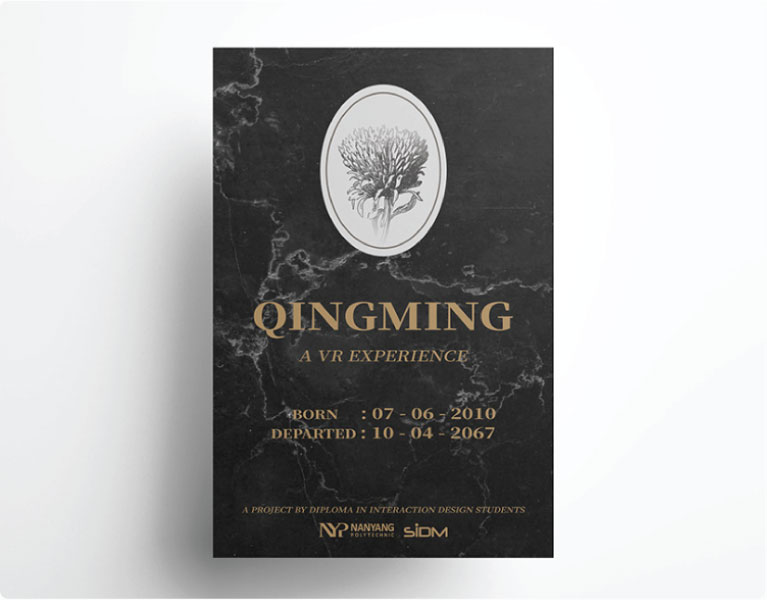 QINGMING
A VR EXPERIENCE
BORN : 07 - 06 - 2010
DEPARTED : 10 - 04 - 2067
A PROJECT BY DIPLOMA IN INTERACTION DESIGN STUDENTS
NYP NANYANG POLYTECHNIC SIDM